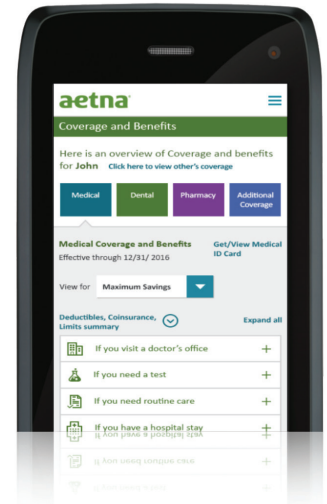 aetna
Coverage and Benefits
Here is an overview of Coverage and benefits
for John Click here to view other's coverage
Medical Dental Pharmacy Additional
Coverage
Medical Coverage and Benefits Get/View Medical
Effective through 12/31/ 2016 ID Card
View for Maximum Savings
Deductibles, Coinsurance,
Limits summary Expand all
If you visit a doctor's office +
If you need a test +
If you need routine care +
If you have a hospital stay +